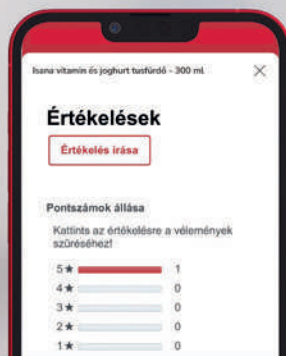 Isana vitamin és joghurt tusfürdő - 300 ml
Értékelések
Értékelés írása
Pontszámok állása
Kattints az értékelésre a vélemények
szűréséhez!
5★ 1
4★ 0
3★ 0
2★ 0
1★ 0